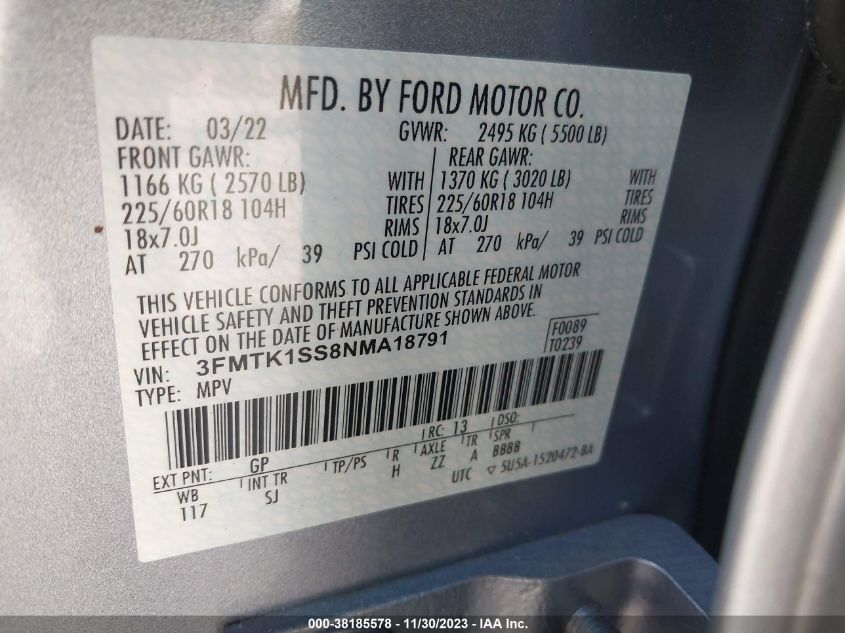 MFD. BY FORD MOTOR CO.
DATE: 03/22 GVWR: 2495 KG ( 5500 LB)
FRONT GAWR: REAR GAWR:
1166 KG ( 2570 LB) WITH 1370 KG ( 3020 LB) WITH
225/60R18 104H TIRES 225/60R18 104H TIRES
18x7.0J RIMS 18x7.0J RIMS
AT 270 kPa/ 39 PSI COLD AT 270 kPa/ 39 PSI COLD
THIS VEHICLE CONFORMS TO ALL APPLICABLE FEDERAL MOTOR
VEHICLE SAFETY AND THEFT PREVENTION STANDARDS IN
EFFECT ON THE DATE OF MANUFACTURE SHOWN ABOVE.
F0089
T0239
VIN: 3FMTK1SS8NMA18791
TYPE: MPV
EXT PNT: GP RC: 13 DSO:
WB INT TR TP/PS R AXLE TR SPR
117 SJ H ZZ A BBBB
UTC ▽ 5U5A-1520472-BA
000-38185578 - 11/30/2023 - IAAI Inc.